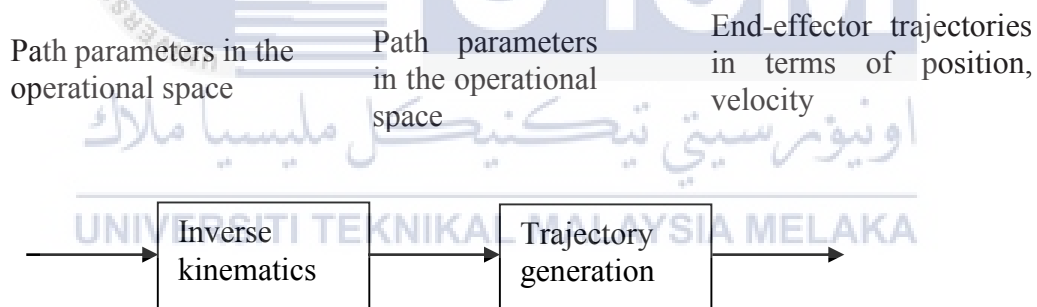 Path parameters in the
operational space
Path parameters
in the operational
space
End-effector trajectories
in terms of position,
velocity
اونيۏرسيتي تيكنيكل مليسيا ملاك
UNIVERSITI TEKNIKAL MALAYSIA MELAKA
Inverse
kinematics
Trajectory
generation